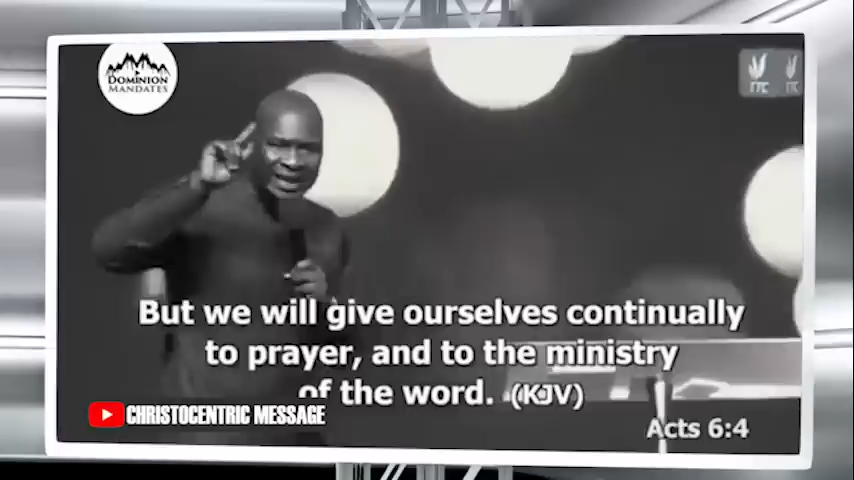 DOMINION
MANDATES
TTC
But we will give ourselves continually
to prayer, and to the ministry
of the word. (KJV)
CHRISTOCENTRIC MESSAGE
Acts 6:4